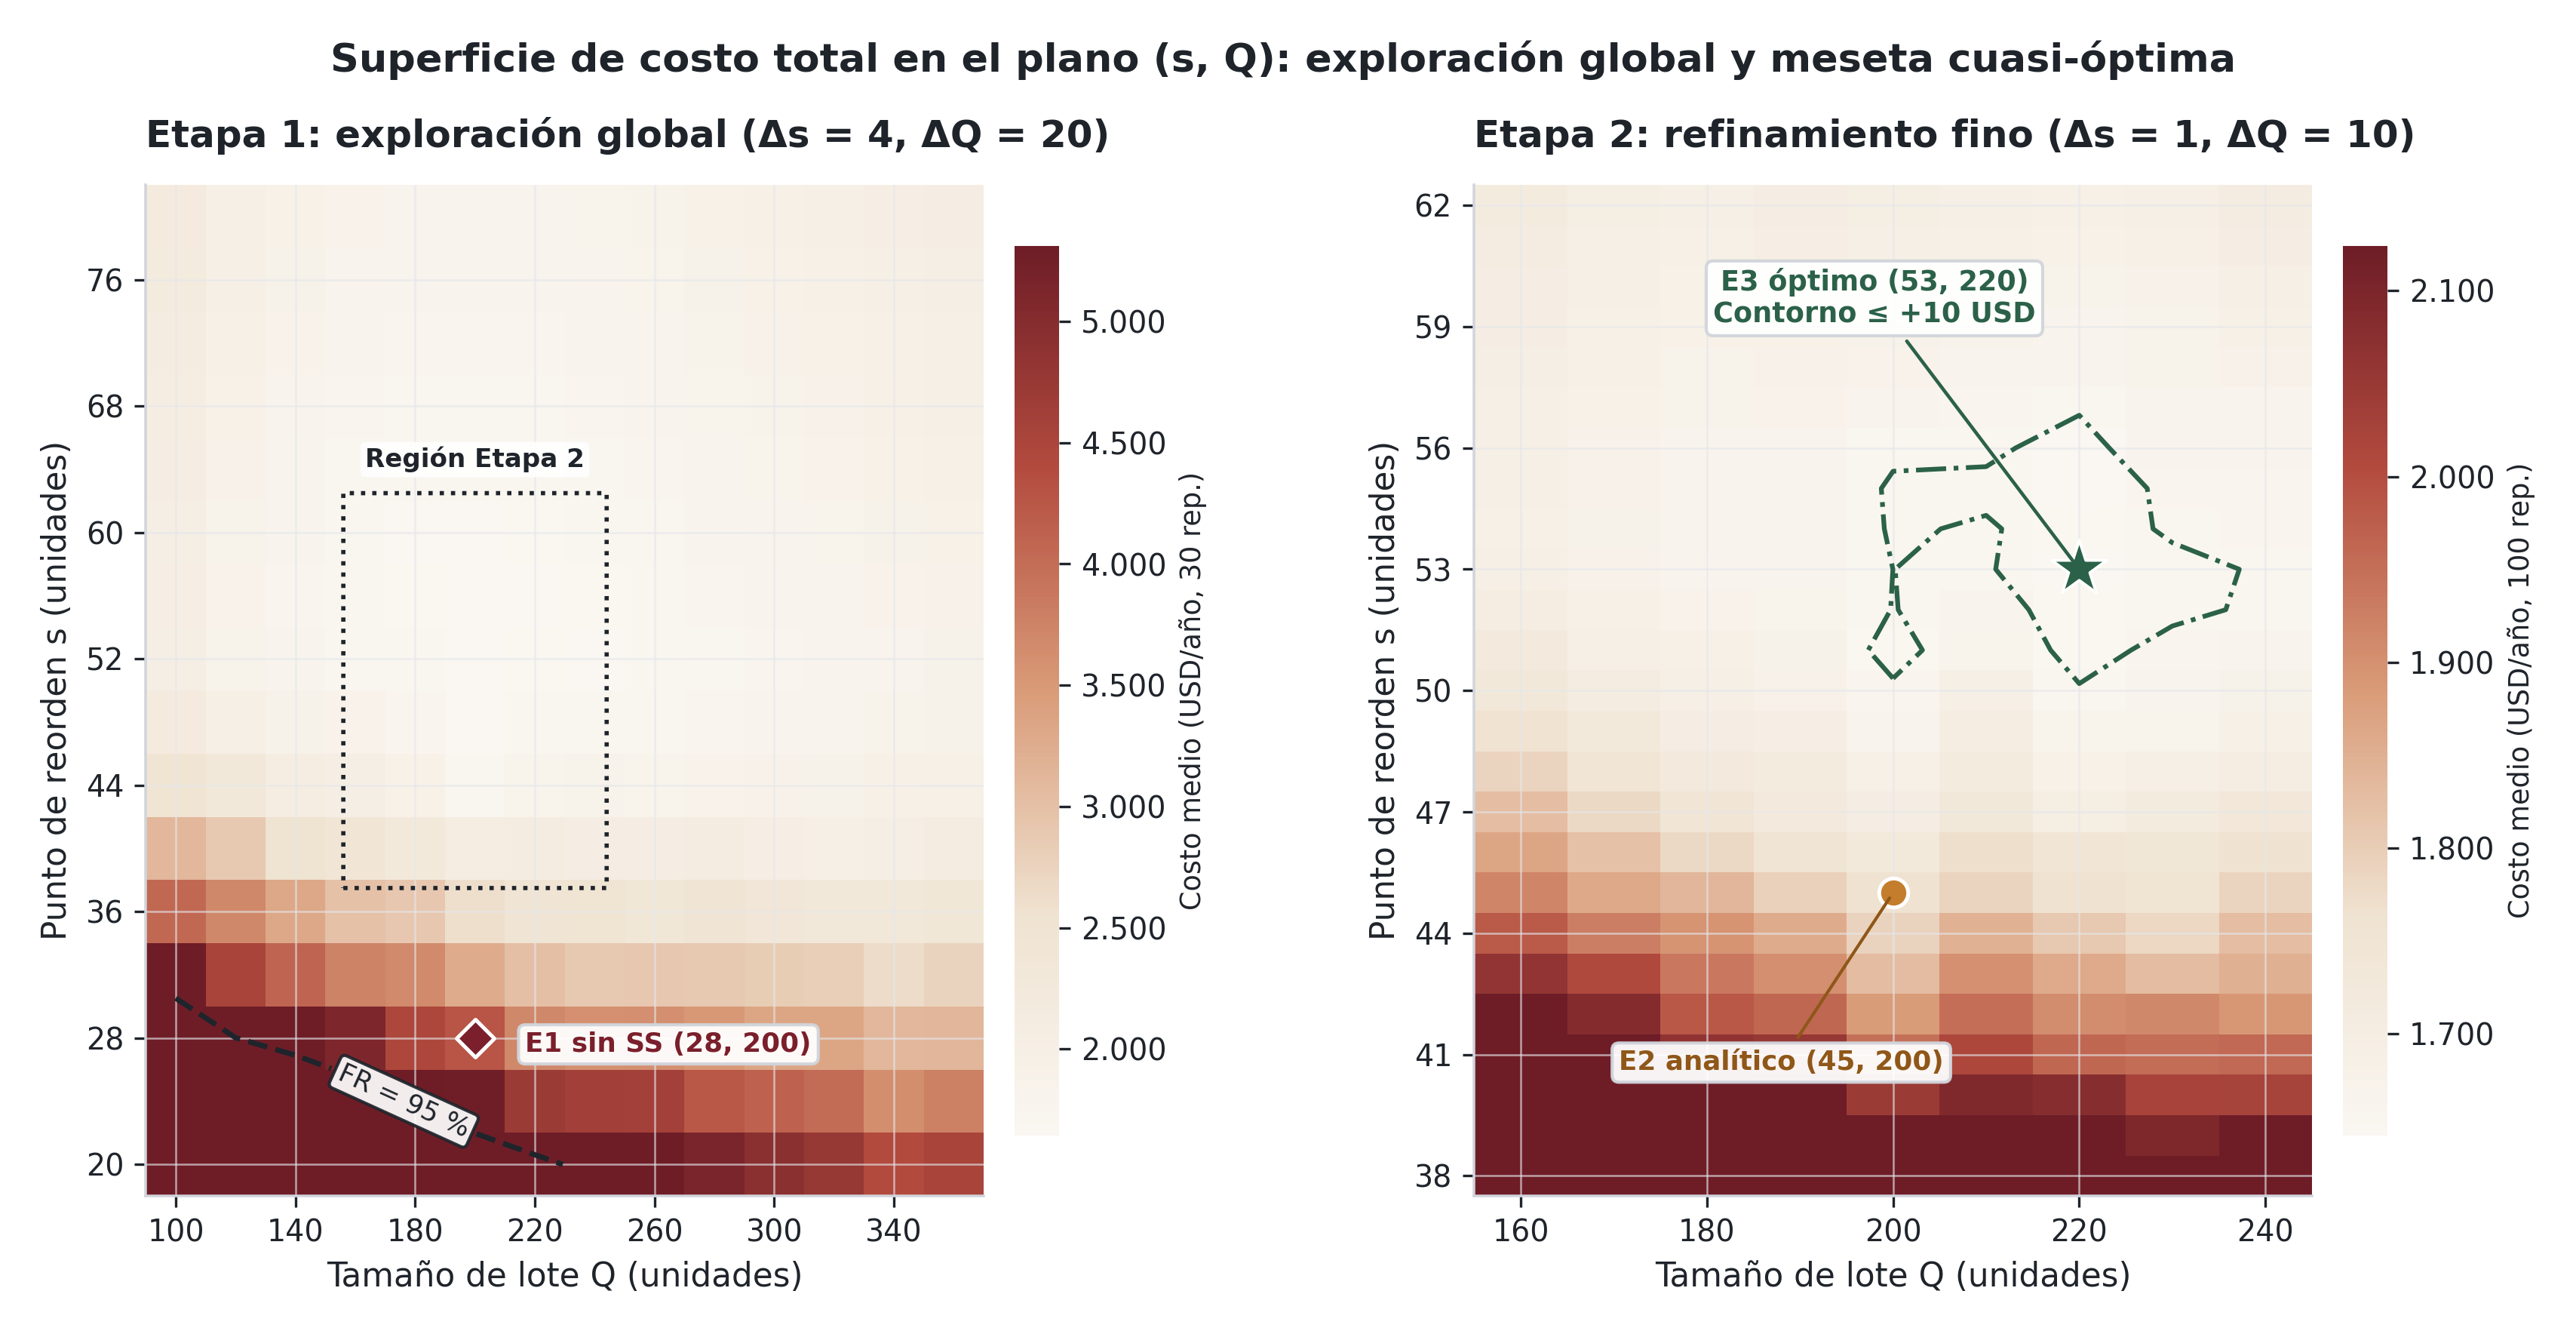 Superficie de costo total en el plano (s, Q): exploración global y meseta cuasi-óptima
Etapa 1: exploración global (Δs = 4, ΔQ = 20)
Punto de reorden s (unidades)
76
68
60
52
44
36
28
20
Región Etapa 2
E1 sin SS (28, 200)
FR = 95 %
100 140 180 220 260 300 340
Tamaño de lote Q (unidades)
5.000
4.500
4.000
3.500
3.000
2.500
2.000
Costo medio (USD/año, 30 rep.)
Etapa 2: refinamiento fino (Δs = 1, ΔQ = 10)
Punto de reorden s (unidades)
62
59
56
53
50
47
44
41
38
E3 óptimo (53, 220)
Contorno ≤ +10 USD
E2 analítico (45, 200)
160 180 200 220 240
Tamaño de lote Q (unidades)
2.100
2.000
1.900
1.800
1.700
Costo medio (USD/año, 100 rep.)